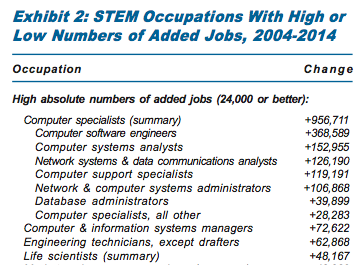 Exhibit 2: STEM Occupations With High or
Low Numbers of Added Jobs, 2004-2014
Occupation Change
High absolute numbers of added jobs (24,000 or better):
Computer specialists (summary) +956,711
Computer software engineers +368,589
Computer systems analysts +152,955
Network systems & data communications analysts +126,190
Computer support specialists +119,191
Network & computer systems administrators +106,868
Database administrators +39,899
Computer specialists, all other +28,283
Computer & information systems managers +72,622
Engineering technicians, except drafters +62,868
Life scientists (summary) +48,167